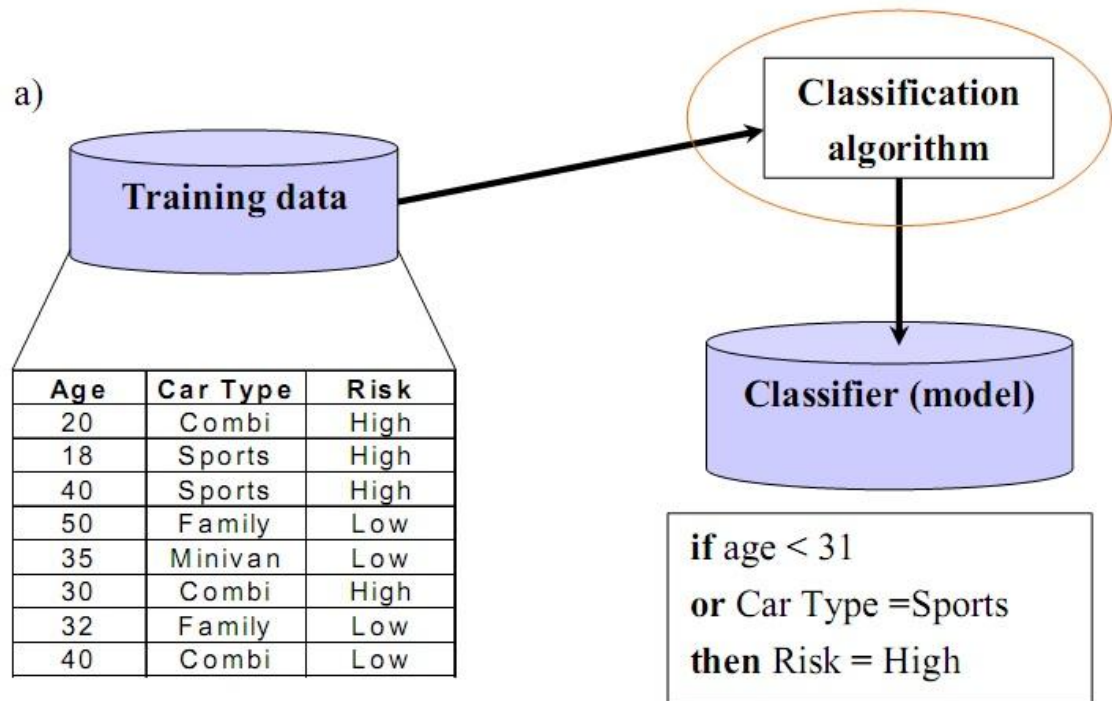 a)
Training data
Classification
algorithm
Classifier (model)
Age Car Type Risk
20 Combi High
18 Sports High
40 Sports High
50 Family Low
35 Minivan Low
30 Combi High
32 Family Low
40 Combi Low
if age < 31
or Car Type =Sports
then Risk = High